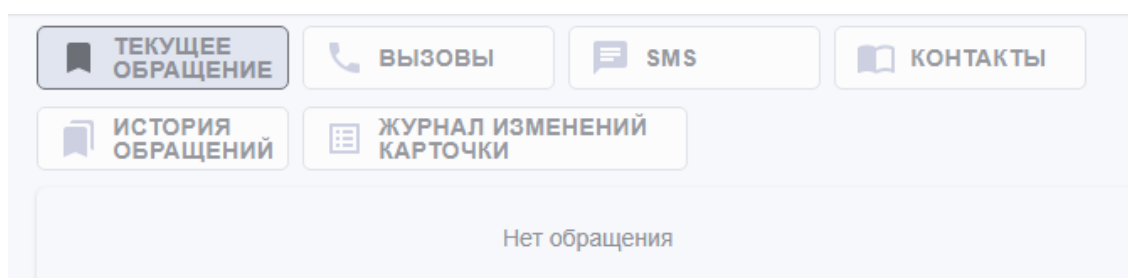 ТЕКУЩЕЕ
ОБРАЩЕНИЕ
ВЫЗОВЫ
SMS
КОНТАКТЫ
ИСТОРИЯ
ОБРАЩЕНИЙ
ЖУРНАЛ ИЗМЕНЕНИЙ
КАРТОЧКИ
Нет обращения